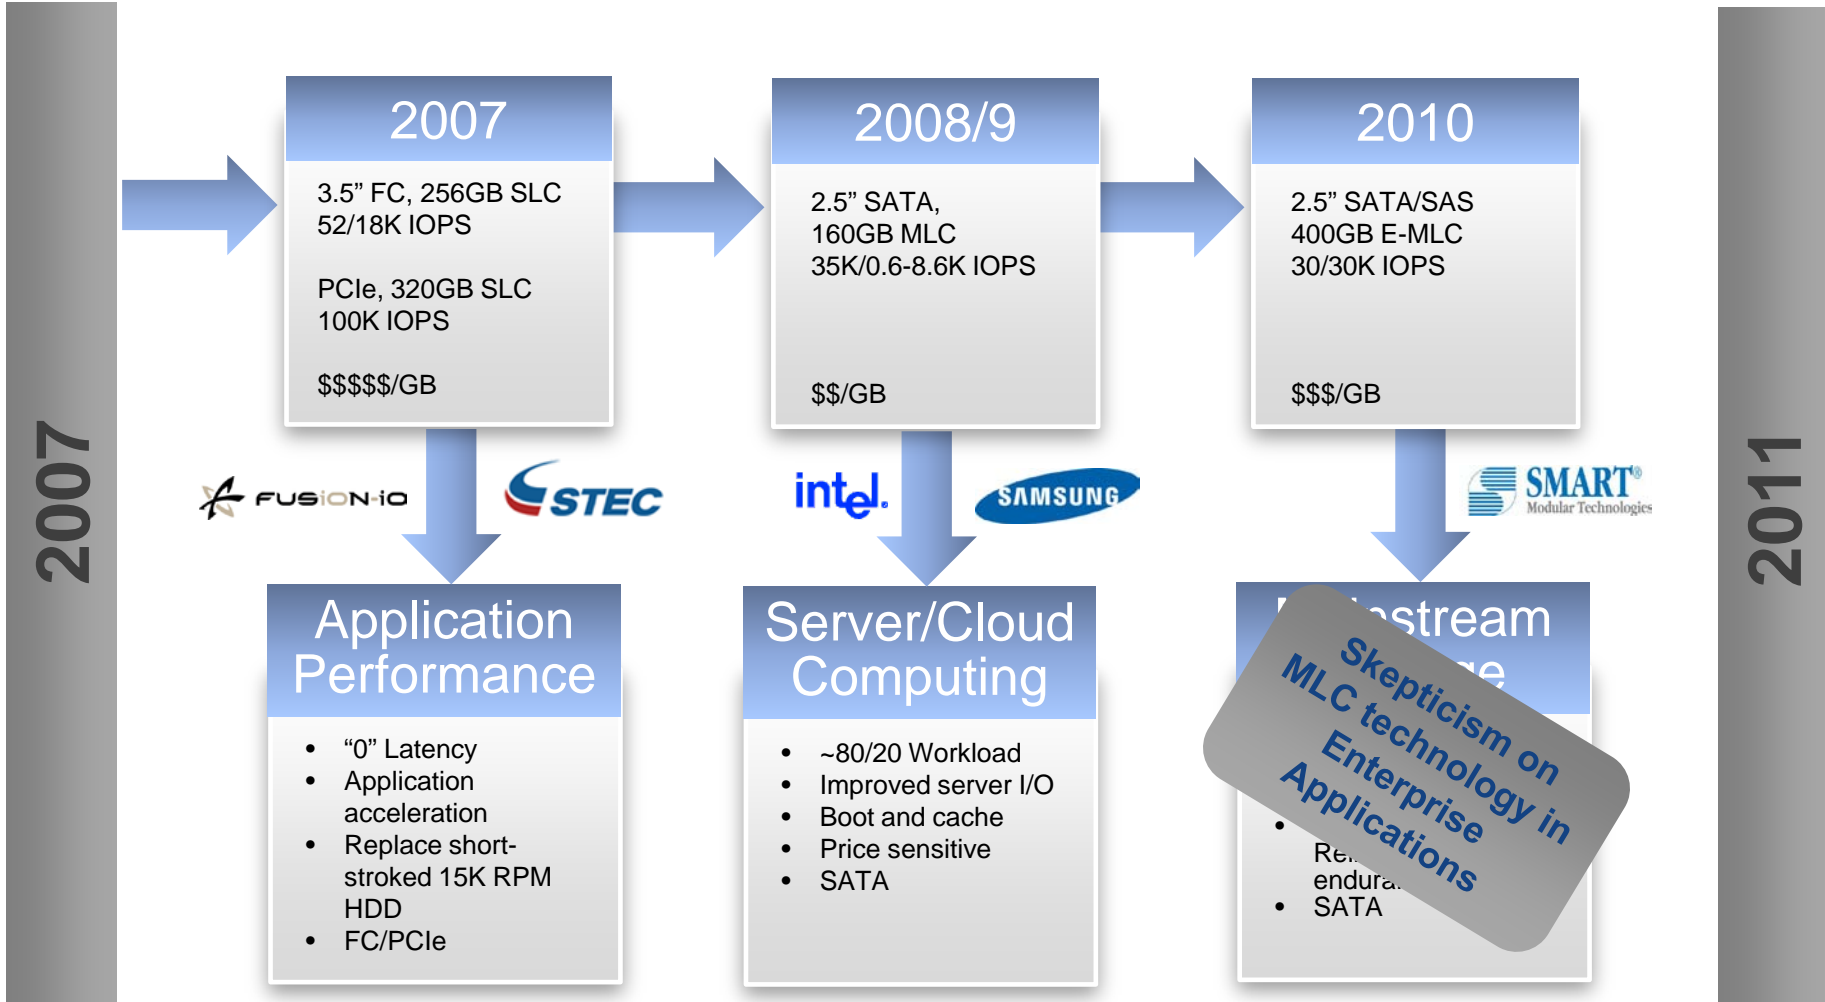 2007
2007
3.5” FC, 256GB SLC
52/18K IOPS
PCIe, 320GB SLC
100K IOPS
$$$$$/GB
2008/9
2.5” SATA,
160GB MLC
35K/0.6-8.6K IOPS
$$/GB
2010
2.5” SATA/SAS
400GB E-MLC
30/30K IOPS
$$$/GB
2011
FUSiON-iO
STEC
intel.
SAMSUNG
SMART®
Modular Technologies
Application
Performance
• “0” Latency
• Application
acceleration
• Replace short-
stroked 15K RPM
HDD
• FC/PCIe
Server/Cloud
Computing
• ~80/20 Workload
• Improved server I/O
• Boot and cache
• Price sensitive
• SATA
Skepticism on
MLC technology in
Enterprise
Applications
• SATA